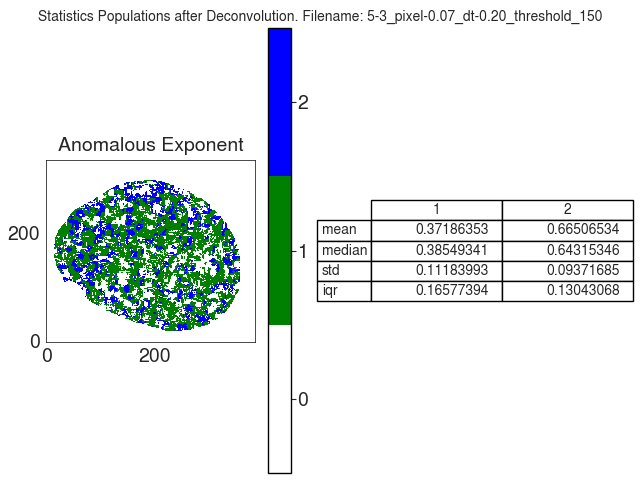 Statistics Populations after Deconvolution. Filename: 5-3_pixel-0.07_dt-0.20_threshold_150
Anomalous Exponent
200
0
0 200
2
1
0
1 2
mean 0.37186353 0.66506534
median 0.38549341 0.64315346
std 0.11183993 0.09371685
iqr 0.16577394 0.13043068